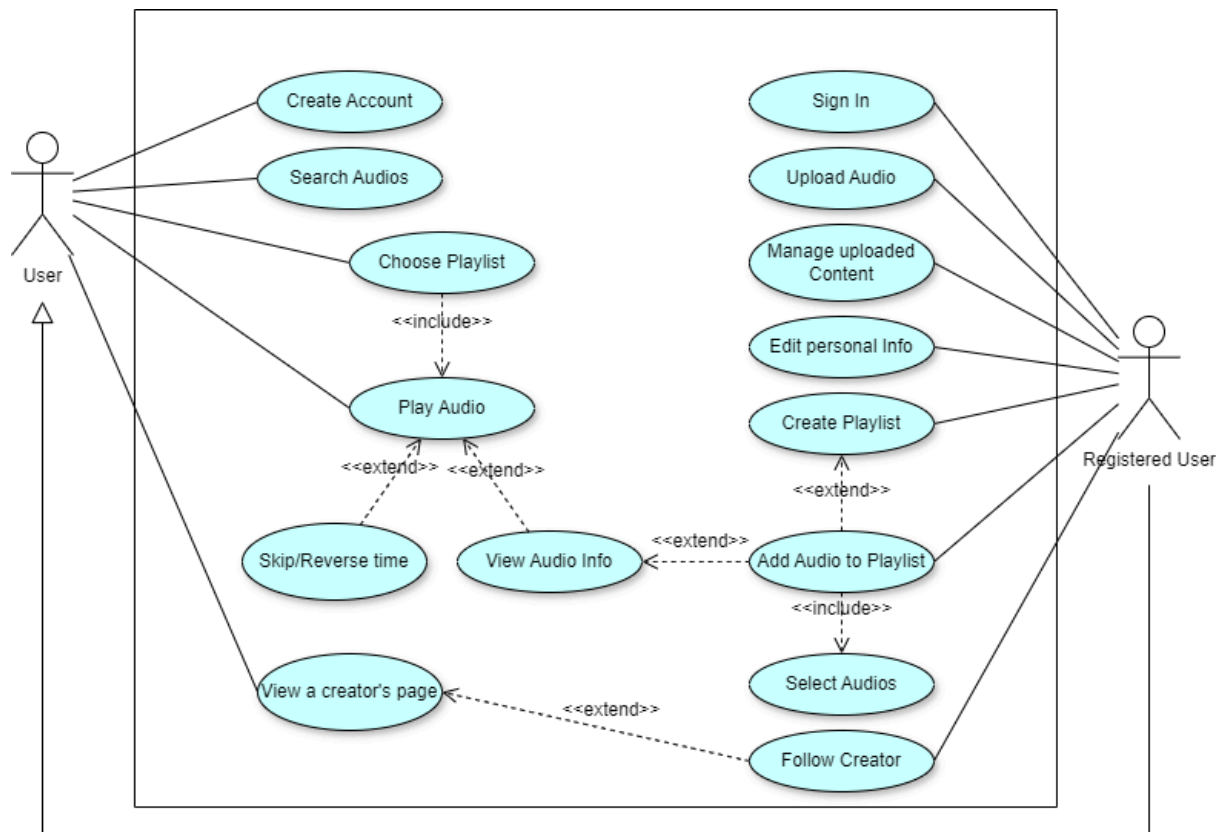 Create Account
Sign In
Search Audios
Upload Audio
Choose Playlist
Manage uploaded
Content
User
<<include>>
Edit personal Info
Play Audio
Create Playlist
Registered User
<<extend>>
<<extend>>
<<extend>>
Skip/Reverse time
View Audio Info
<<extend>>
Add Audio to Playlist
<<include>>
View a creator's page
Select Audios
<<extend>>
Follow Creator